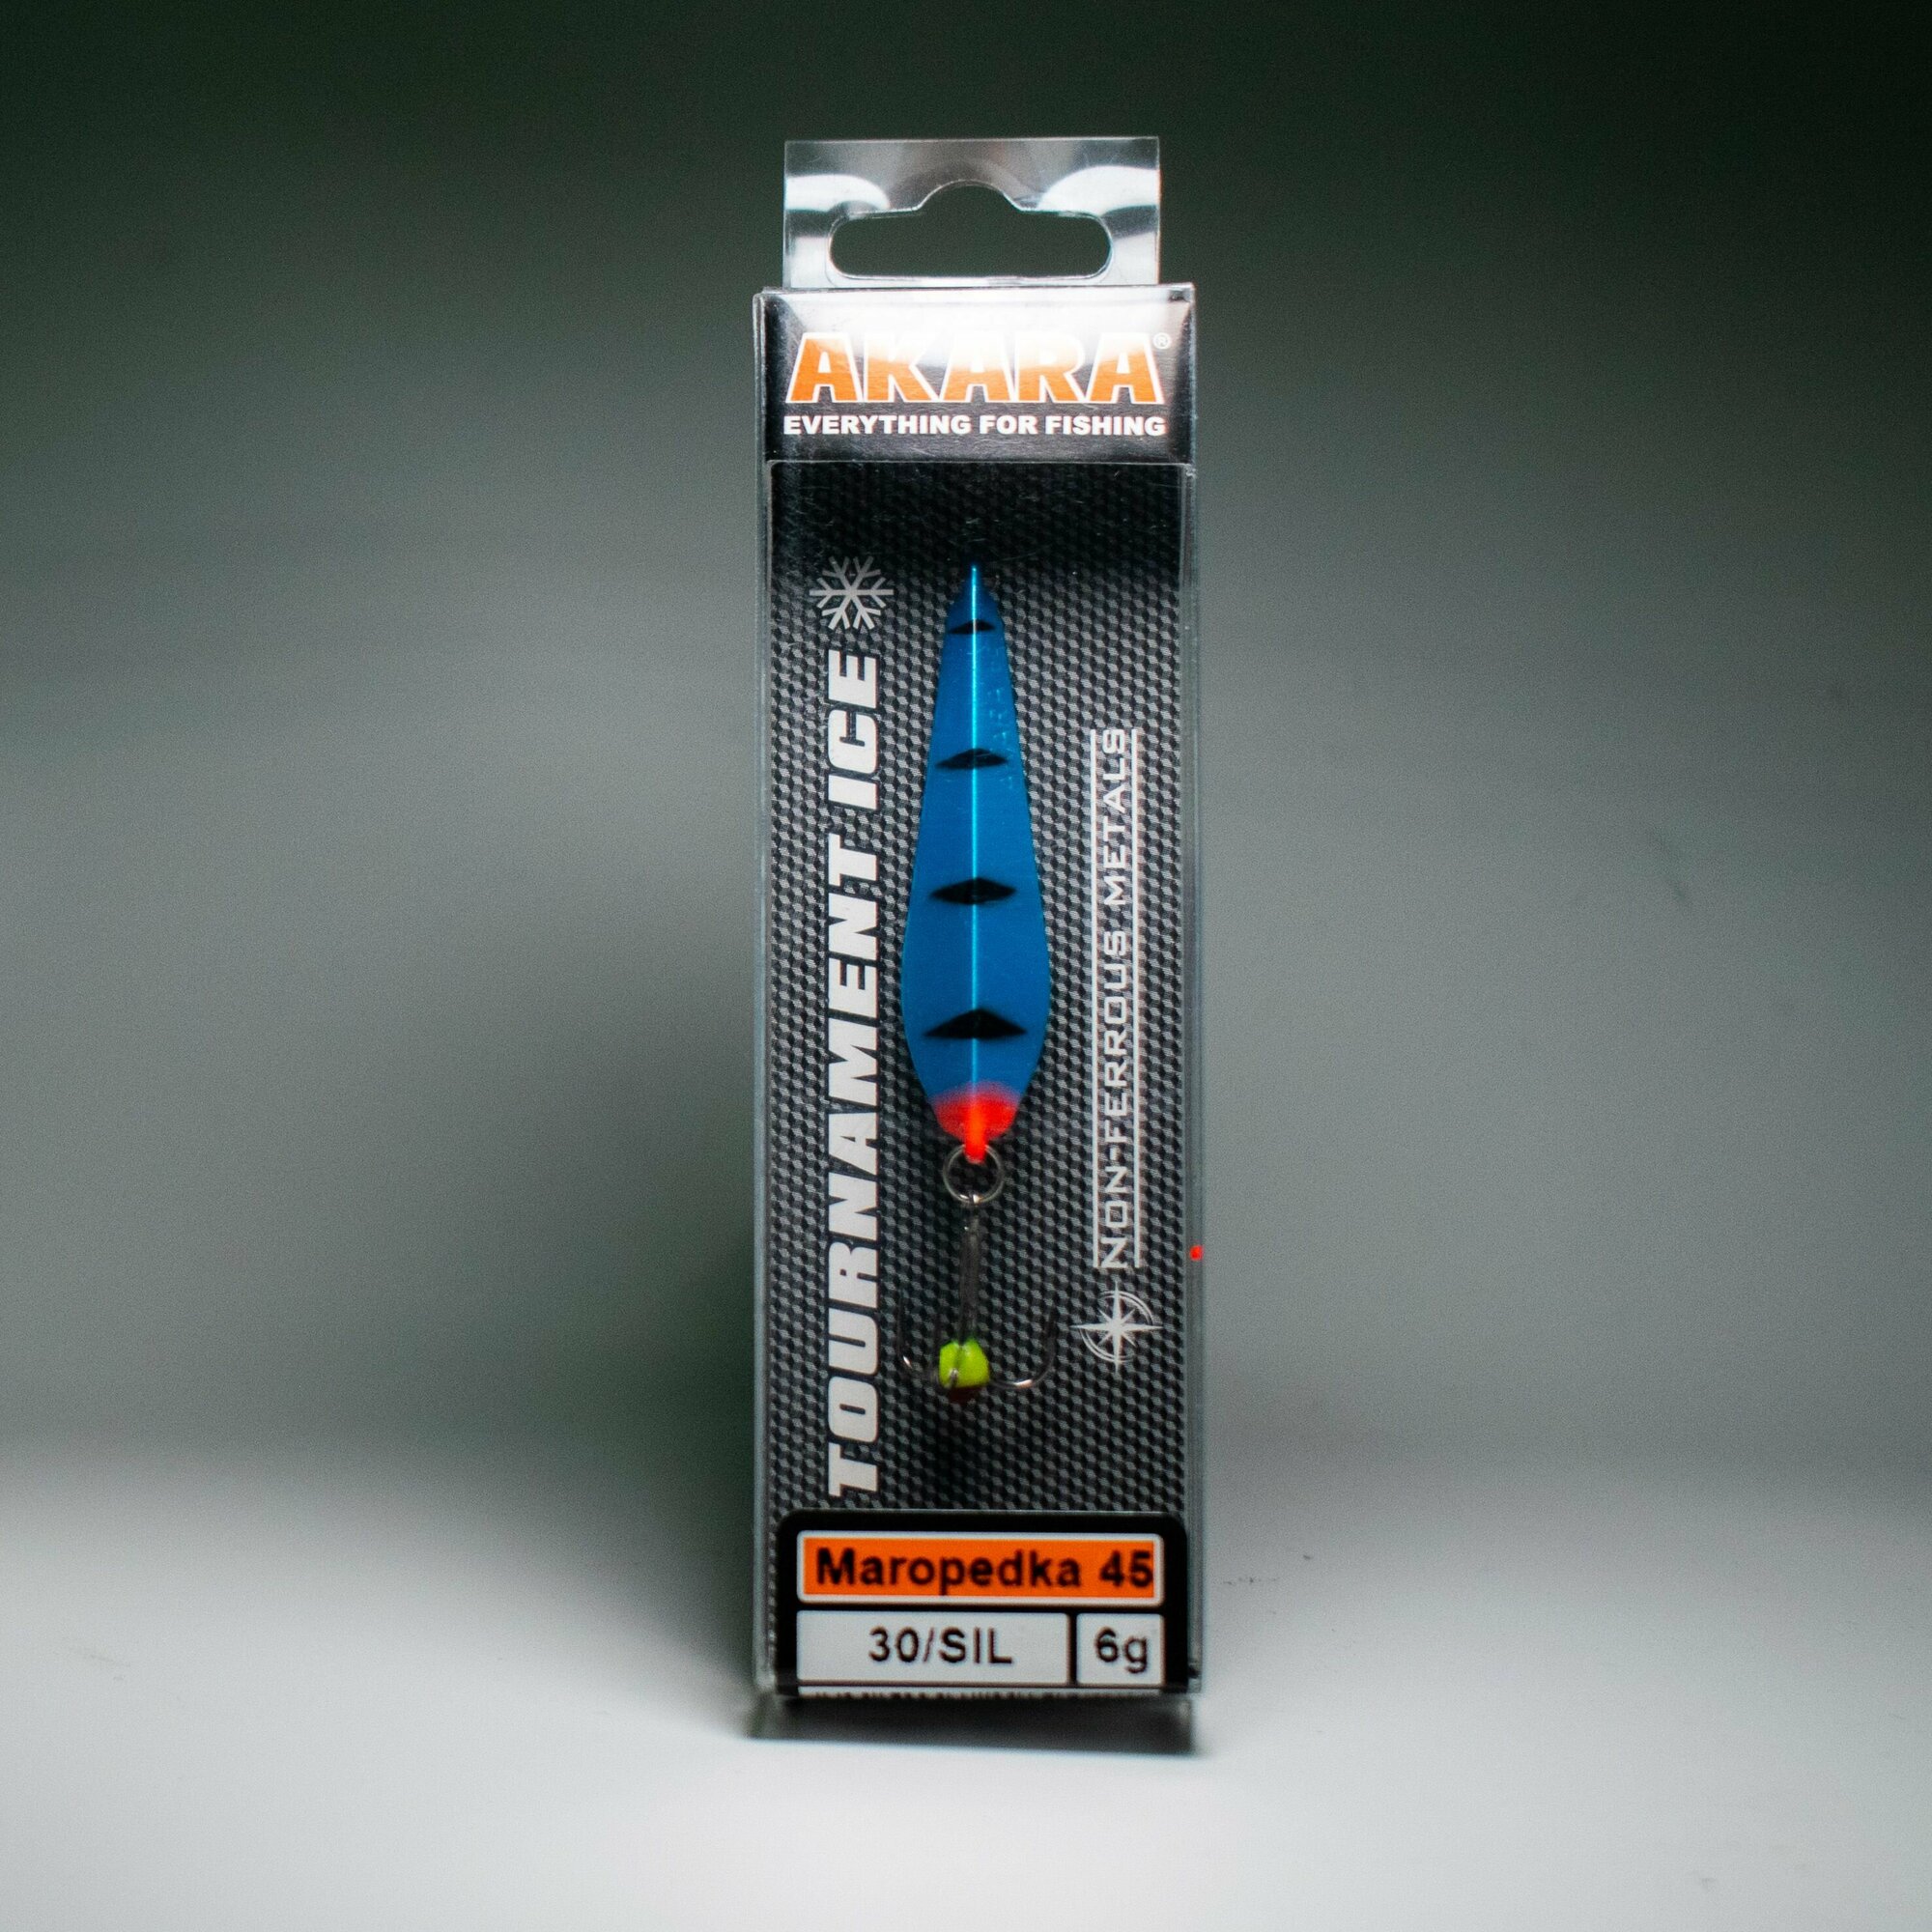 AKARA®
EVERYTHING FOR FISHING
TOURNAMENT ICE
NON-FERROUS METALS
Maropedka 45
30/SIL
6g